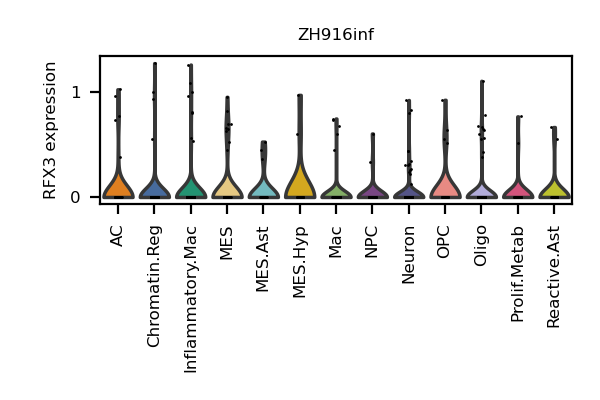 ZH916inf
RFX3 expression
1
0
AC
Chromatin.Reg
Inflammatory.Mac
MES
MES.Ast
MES.Hyp
Mac
NPC
Neuron
OPC
Oligo
Prolif.Metab
Reactive.Ast